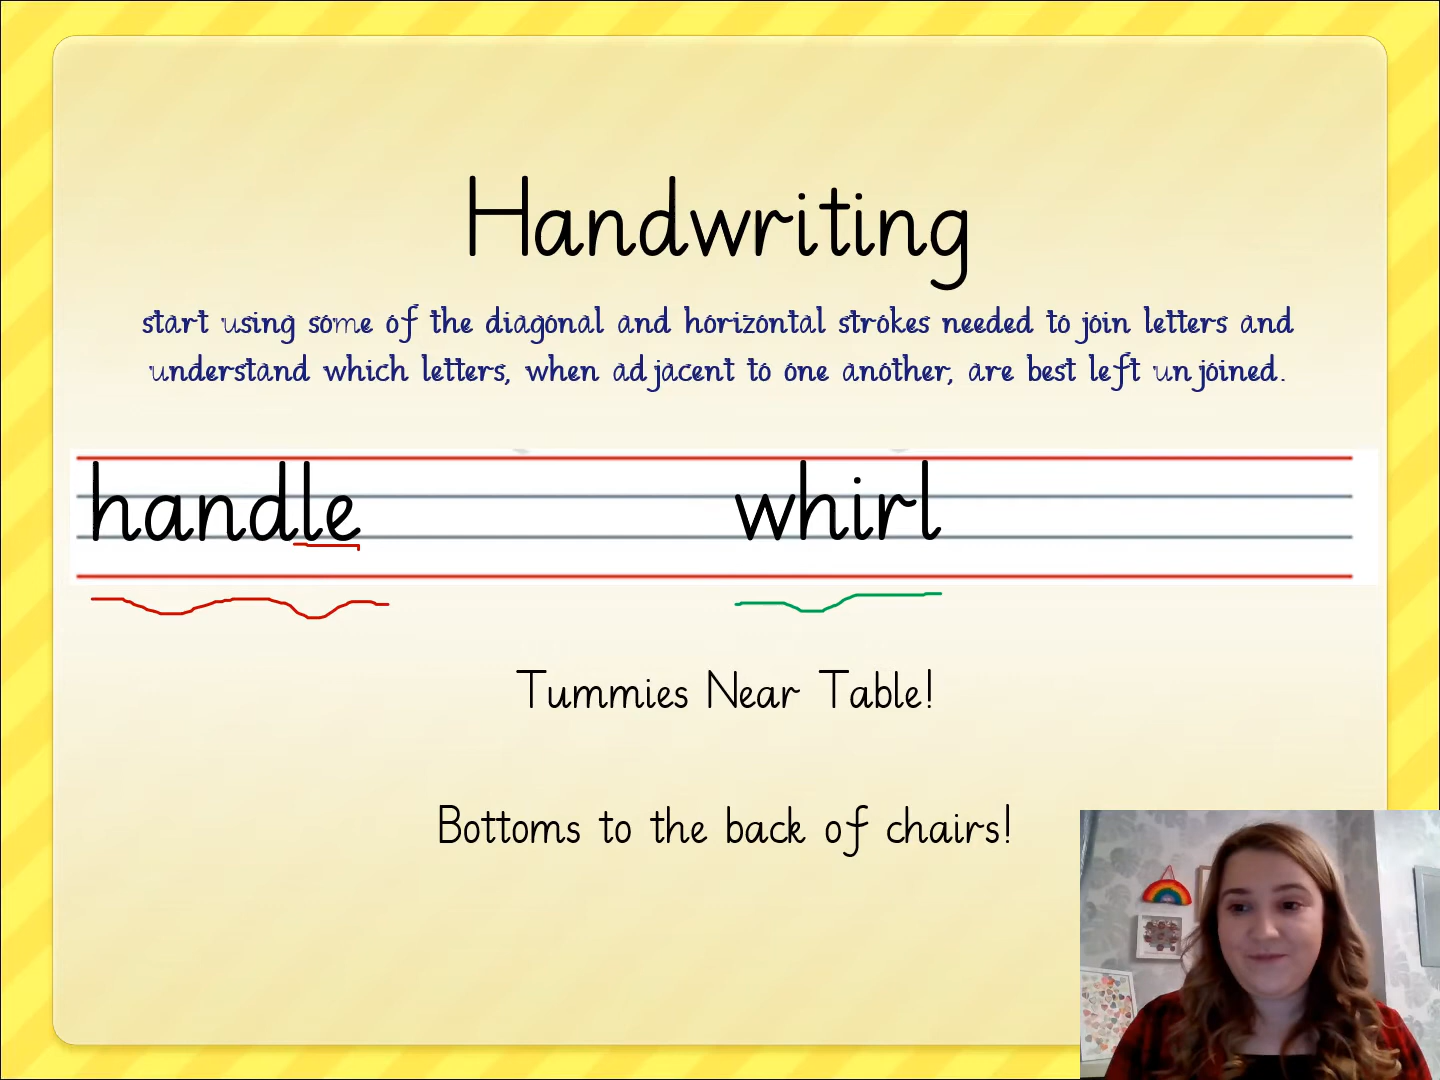 Handwriting
start using some of the diagonal and horizontal strokes needed to join letters and
understand which letters, when adjacent to one another, are best left unjoined.
handle whirl
Tummies Near Table!
Bottoms to the back of chairs!